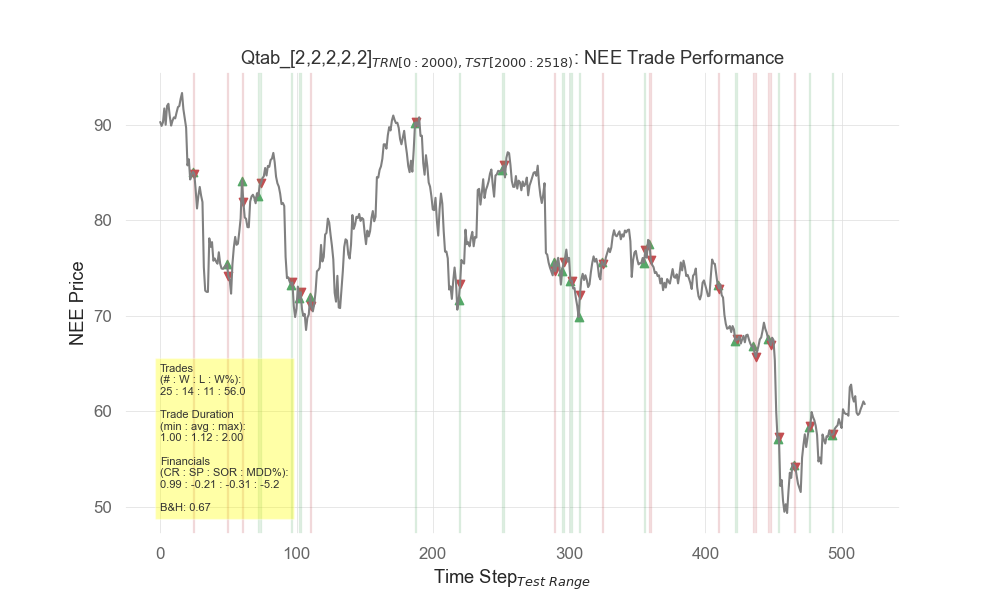 Qtab_[2,2,2,2,2]TRN[0 : 2000), TST[2000 : 2518): NEE Trade Performance
NEE Price
90
80
70
60
50
Trades
(# : W : L : W%):
25 : 14 : 11 : 56.0
Trade Duration
(min : avg : max):
1.00 : 1.12 : 2.00
Financials
(CR : SP : SOR : MDD%):
0.99 : -0.21 : -0.31 : -5.2
B&H: 0.67
0 100 200 300 400 500
Time StepTest Range